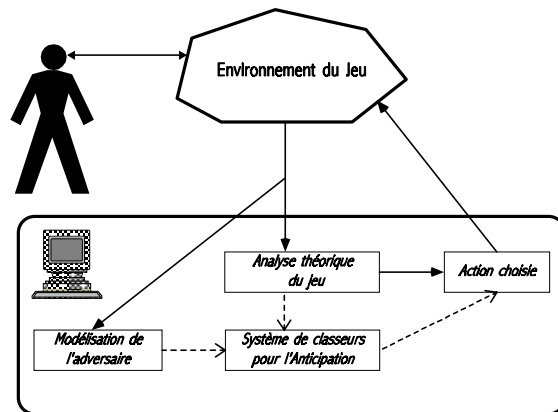 Environnement du Jeu
Analyse théorique
du jeu
Action choisie
Modélisation de
l'adversaire
Système de classeurs
pour l'Anticipation